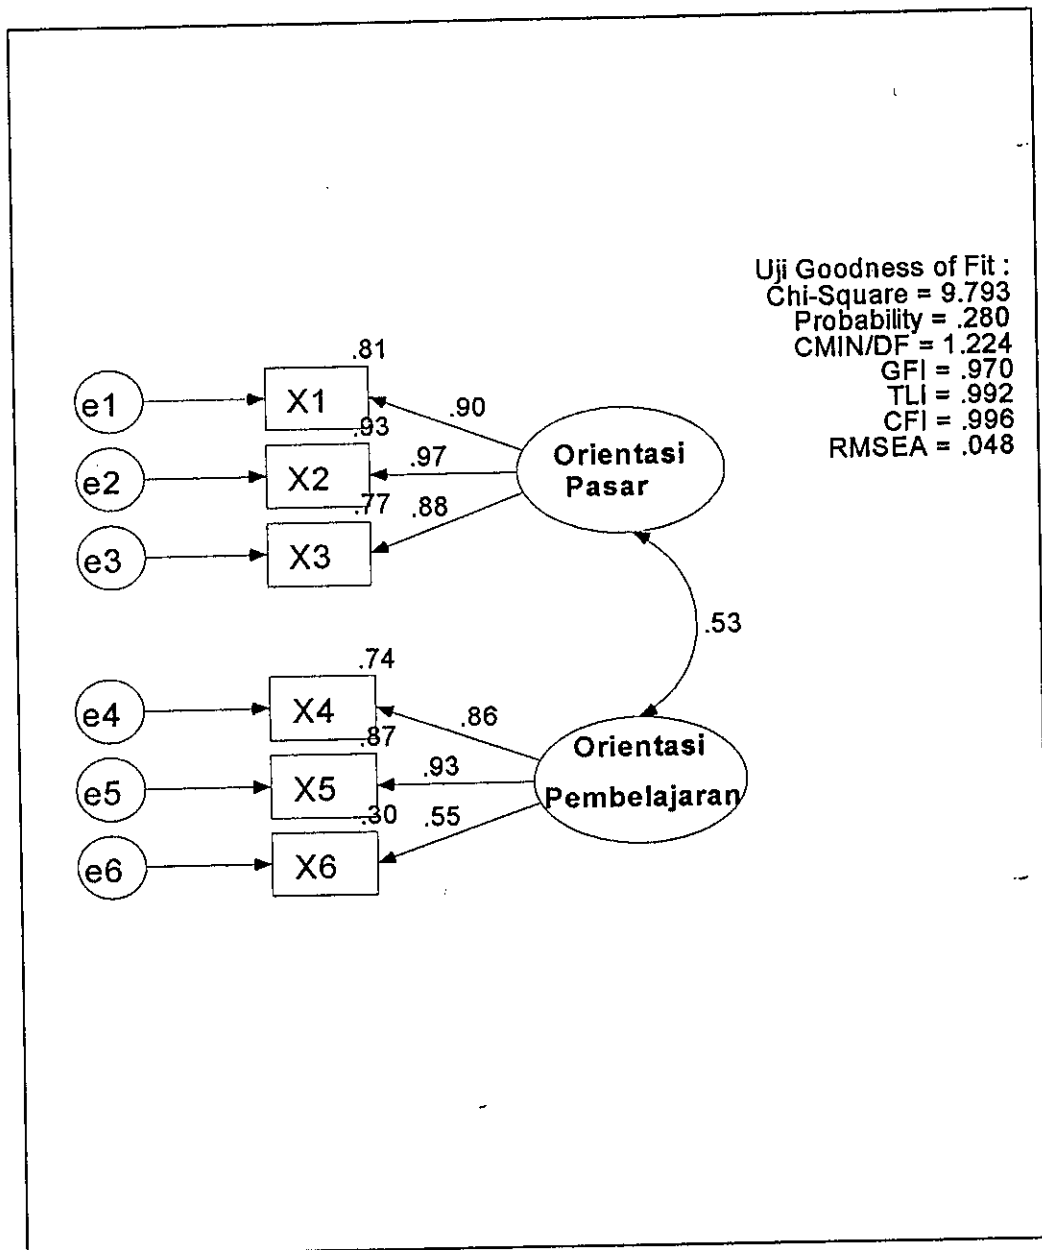 Uji Goodness of Fit :
Chi-Square = 9.793
Probability = .280
CMIN/DF = 1.224
GFI = .970
TLI = .992
CFI = .996
RMSEA = .048
.81
e1
X1
.90
.93
e2
X2
.97
Orientasi
Pasar
.77
e3
X3
.88
.53
.74
e4
X4
.86
.87
e5
X5
.93
Orientasi
Pembelajaran
.30
e6
X6
.55